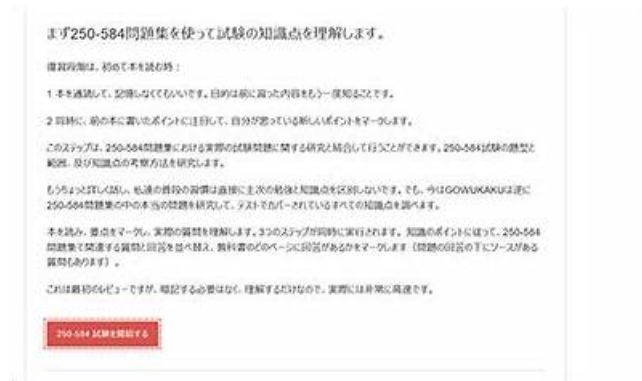 まず250-584問題集を使って試験の知識点を理解します。
復習段階は、初めて本を読む時：
1 本を通読して、記憶しなくてもいいです。目的は前に習った内容をもう一度知ることです。
2 同時に、前の本に書いたポイントに注目して、自分が思っている新しいポイントをマークします。
このステップは、250-584問題集における実際の試験問題に関する研究と結合して行うことができます。250-584試験の題型と
範囲、及び知識点の考察方法を研究します。
もうちょっと詳しく話し、私達の普段の習慣は直接に主次の勉強と知識点を区別しないです。でも、今はGOWUKAKUは逆に
250-584問題集の中の本当の問題を研究して、テストでカバーされているすべての知識点を調べます。
本を読み、要点をマークし、実際の質問を理解します。3つのステップが同時に実行されます。知識のポイントに従って、250-584
問題集で関連する質問と回答を並べ替え、教科書のどのページに回答があるかをマークします（問題の回答の下にソースがある
質問もあります）。
これは最初のレビューですが、暗記する必要はなく、理解するだけなので、実際には非常に高速です。
250-584 試験を開始する